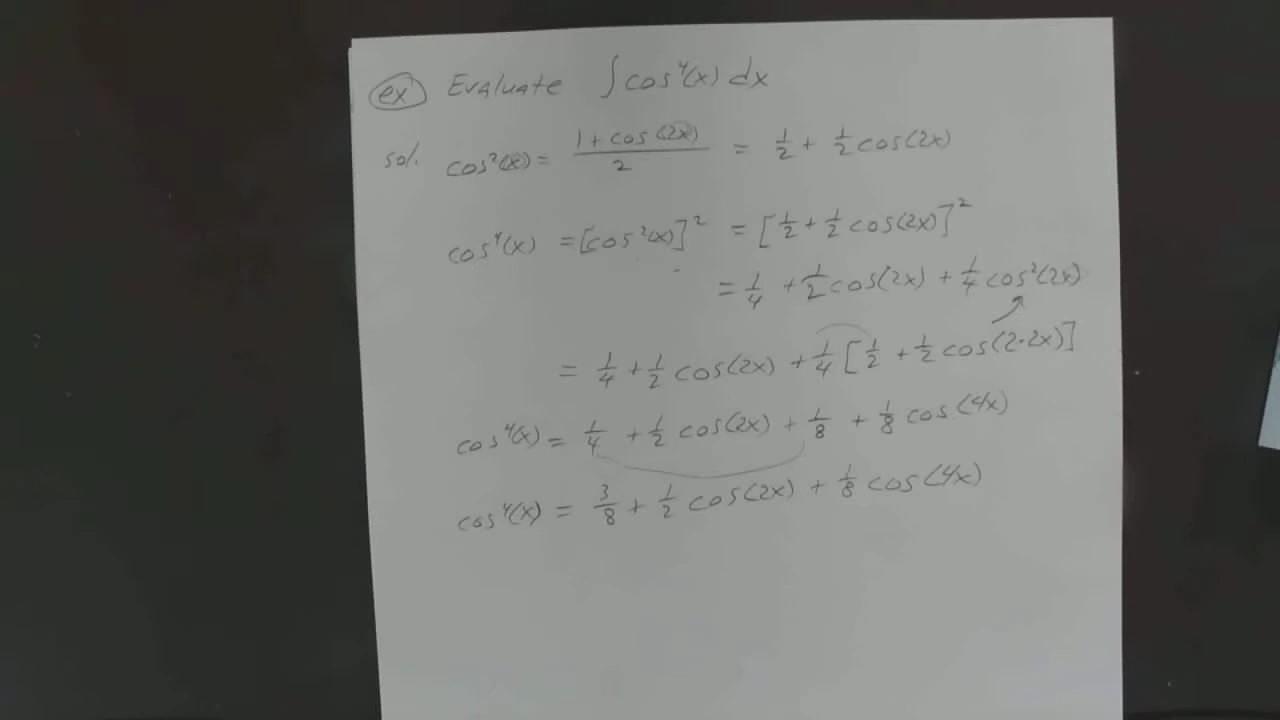 ex Evaluate ∫cos⁴(x) dx
sol. cos²(x) = (1 + cos(2x))/2 = 1/2 + 1/2 cos(2x)
cos⁴(x) = [cos²(x)]² = [1/2 + 1/2 cos(2x)]²
= 1/4 + 1/2 cos(2x) + 1/4 cos²(2x)
= 1/4 + 1/2 cos(2x) + 1/4 [1/2 + 1/2 cos(2·2x)]
cos⁴(x) = 1/4 + 1/2 cos(2x) + 1/8 + 1/8 cos(4x)
cos⁴(x) = 3/8 + 1/2 cos(2x) + 1/8 cos(4x)